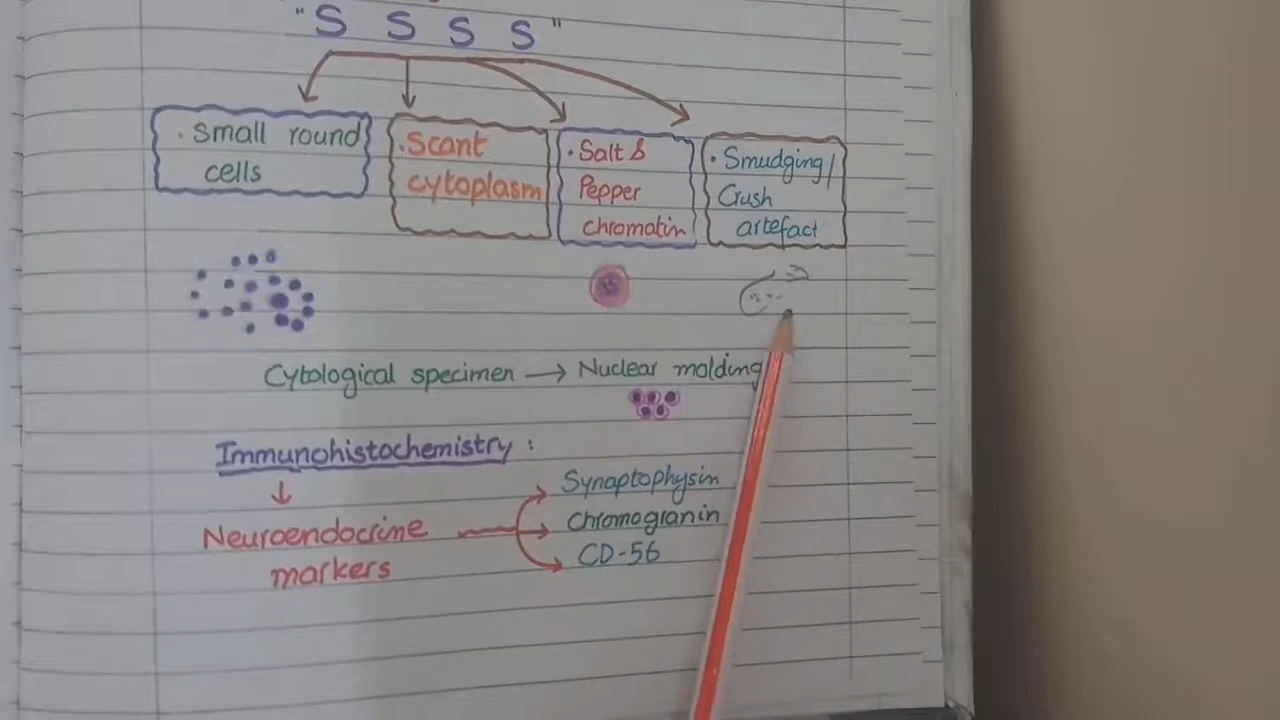 "S S S S"
. Small round
cells
. Scant
cytoplasm
. Salt &
Pepper
chromatin
. Smudging/
Crush
artefact
Cytological specimen → Nuclear molding
Immunohistochemistry :
Neuroendocrine
markers
Synaptophysin
Chromogranin
CD-56